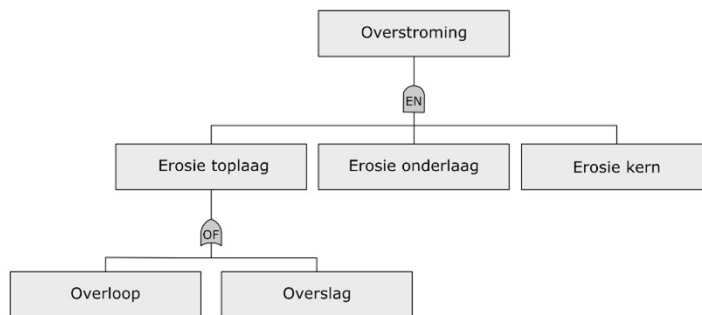 Overstroming
EN
Erosie toplaag
Erosie onderlaag
Erosie kern
OF
Overloop
Overslag